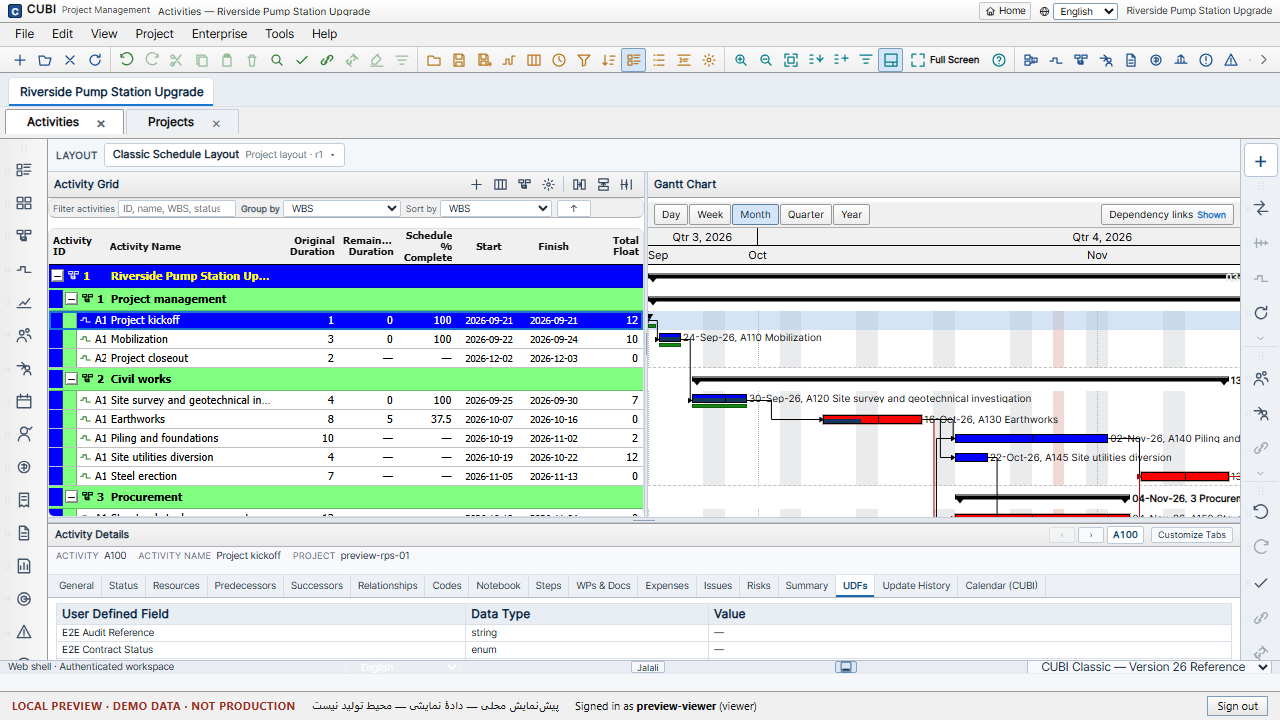 CUBI Project Management Activities — Riverside Pump Station Upgrade Home English Riverside Pump Station Upgrade
File Edit View Project Enterprise Tools Help
Full Screen
Riverside Pump Station Upgrade
Activities Projects
LAYOUT Classic Schedule Layout Project layout · r1
Activity Grid Gantt Chart
Filter activities ID, name, WBS, status Group by WBS Sort by WBS
Day Week Month Quarter Year Dependency links Shown
Activity ID Activity Name Original Duration Remain... Duration Schedule % Complete Start Finish Total Float
Qtr 3, 2026 Qtr 4, 2026
Sep Oct Nov
1 Riverside Pump Station Up...
1 Project management
A1 Project kickoff 1 0 100 2026-09-21 2026-09-21 12
A1 Mobilization 3 0 100 2026-09-22 2026-09-24 10 24-Sep-26, A110 Mobilization
A2 Project closeout 2 — — 2026-12-02 2026-12-03 0
2 Civil works
A1 Site survey and geotechnical in... 4 0 100 2026-09-25 2026-09-30 7 30-Sep-26, A120 Site survey and geotechnical investigation
A1 Earthworks 8 5 37.5 2026-10-07 2026-10-16 0 16-Oct-26, A130 Earthworks
A1 Piling and foundations 10 — — 2026-10-19 2026-11-02 2 02-Nov-26, A140 Piling and
A1 Site utilities diversion 4 — — 2026-10-19 2026-10-22 12 22-Oct-26, A145 Site utilities diversion
A1 Steel erection 7 — — 2026-11-05 2026-11-13 0
3 Procurement 04-Nov-26, 3 Procurem
Activity Details A100 Customize Tabs
ACTIVITY A100 ACTIVITY NAME Project kickoff PROJECT preview-rps-01
General Status Resources Predecessors Successors Relationships Codes Notebook Steps WPs & Docs Expenses Issues Risks Summary UDFs Update History Calendar (CUBI)
User Defined Field Data Type Value
E2E Audit Reference string —
E2E Contract Status enum —
Web shell · Authenticated workspace English Jalali CUBI Classic — Version 26 Reference
LOCAL PREVIEW · DEMO DATA · NOT PRODUCTION پیش‌نمایش محلی — دادهٔ نمایشی — محیط تولید نیست Signed in as preview-viewer (viewer) Sign out